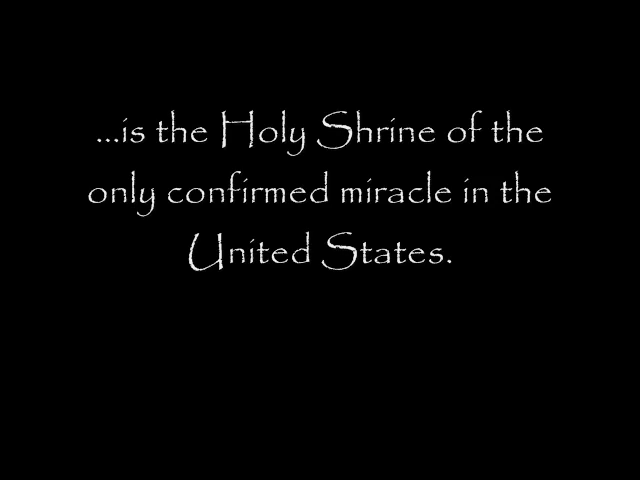 ...is the Holy Shrine of the
only confirmed miracle in the
United States.